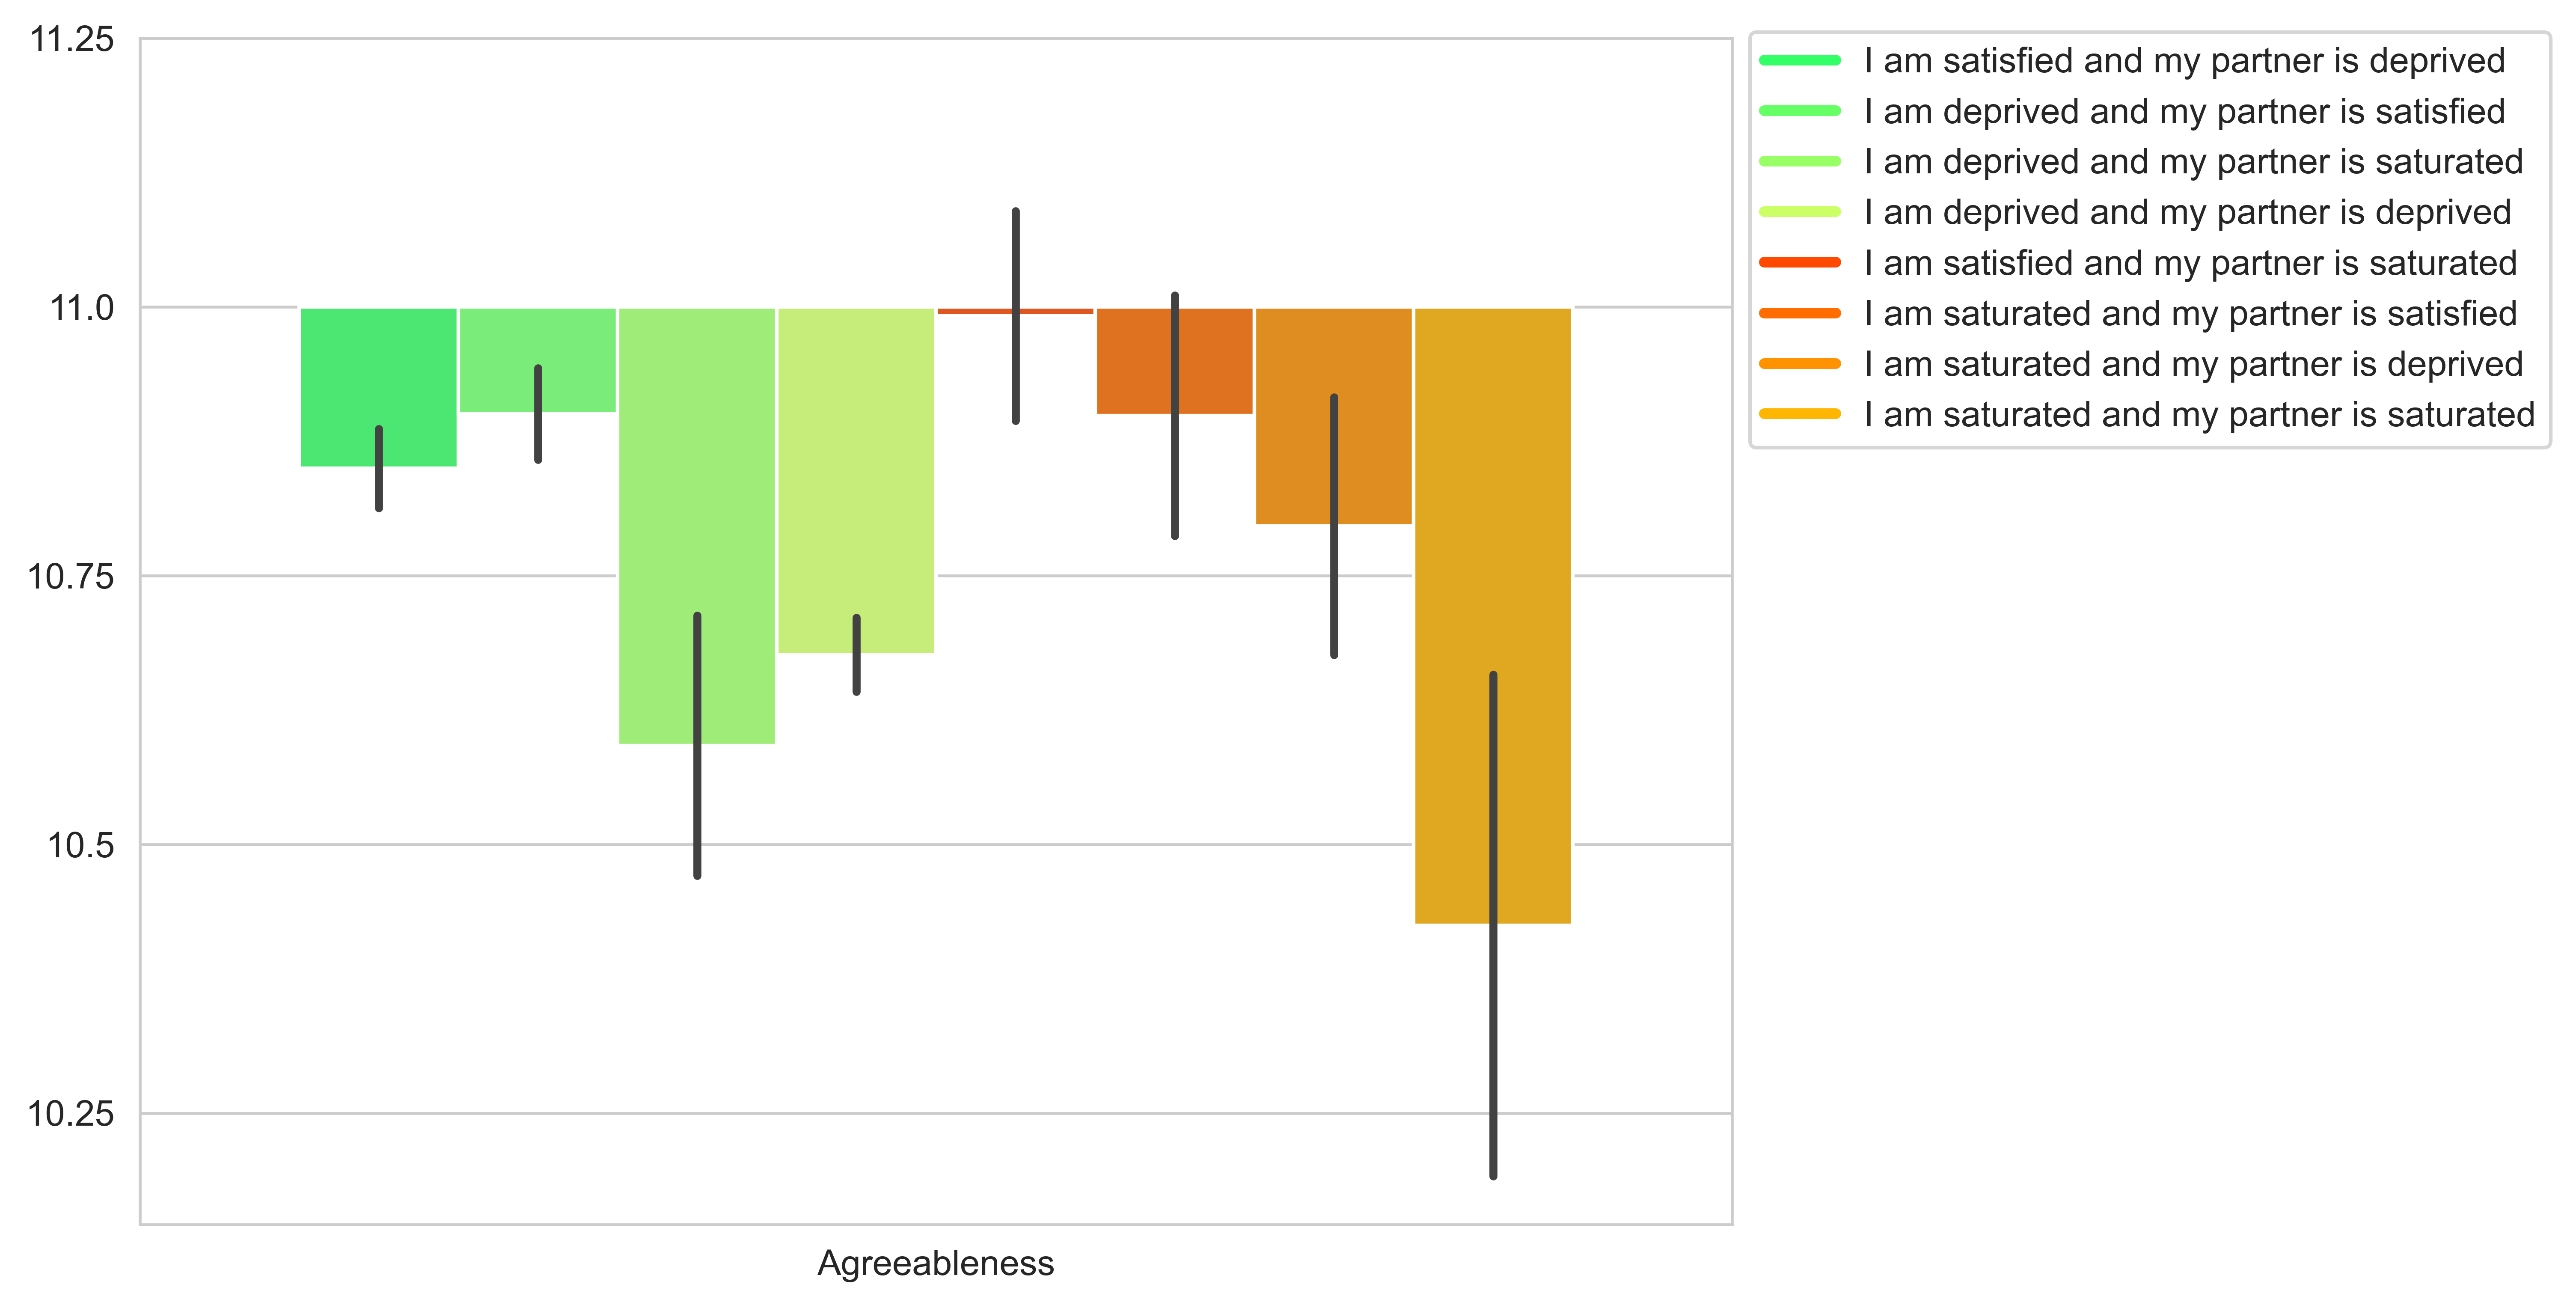 11.25
11.0
10.75
10.5
10.25
Agreeableness
I am satisfied and my partner is deprived
I am deprived and my partner is satisfied
I am deprived and my partner is saturated
I am deprived and my partner is deprived
I am satisfied and my partner is saturated
I am saturated and my partner is satisfied
I am saturated and my partner is deprived
I am saturated and my partner is saturated